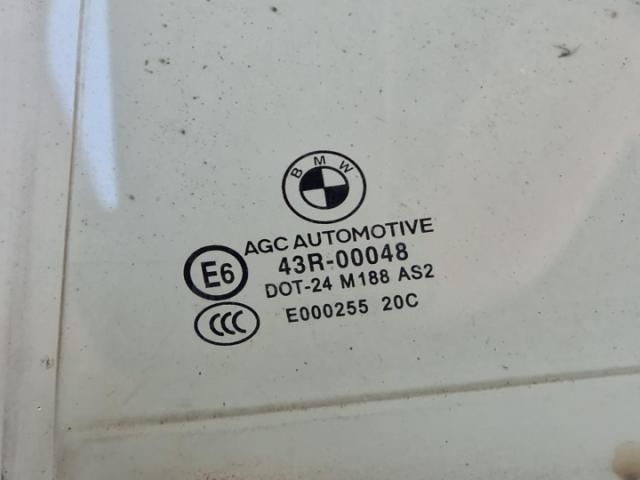 BMW
AGC AUTOMOTIVE
E6 43R-00048
DOT-24 M188 AS2
CCC E000255 20C